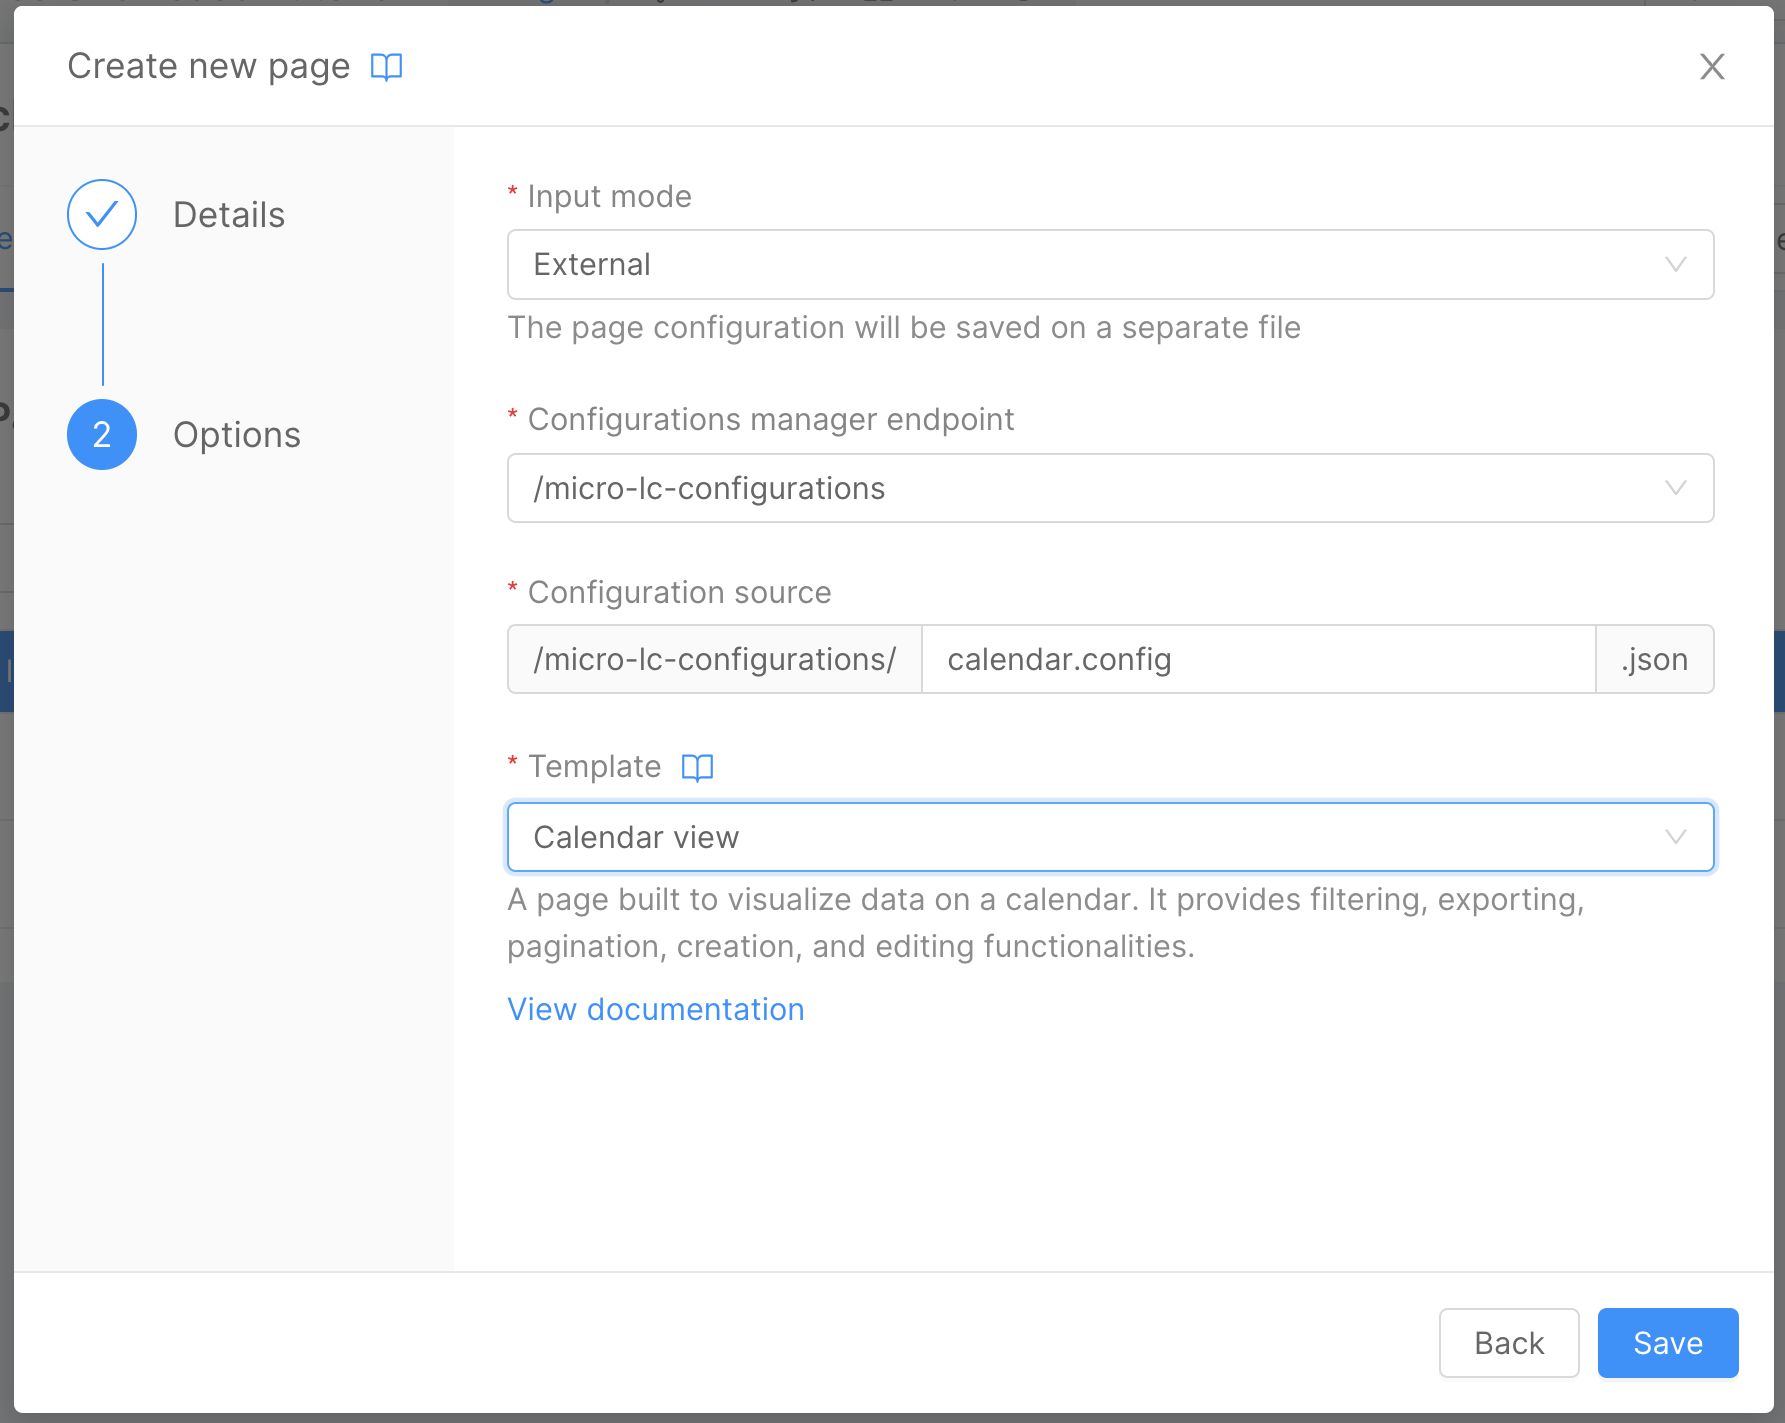 Create new page
Details
2 Options
* Input mode
External
The page configuration will be saved on a separate file
* Configurations manager endpoint
/micro-lc-configurations
* Configuration source
/micro-lc-configurations/ calendar.config .json
* Template
Calendar view
A page built to visualize data on a calendar. It provides filtering, exporting,
pagination, creation, and editing functionalities.
View documentation
Back Save